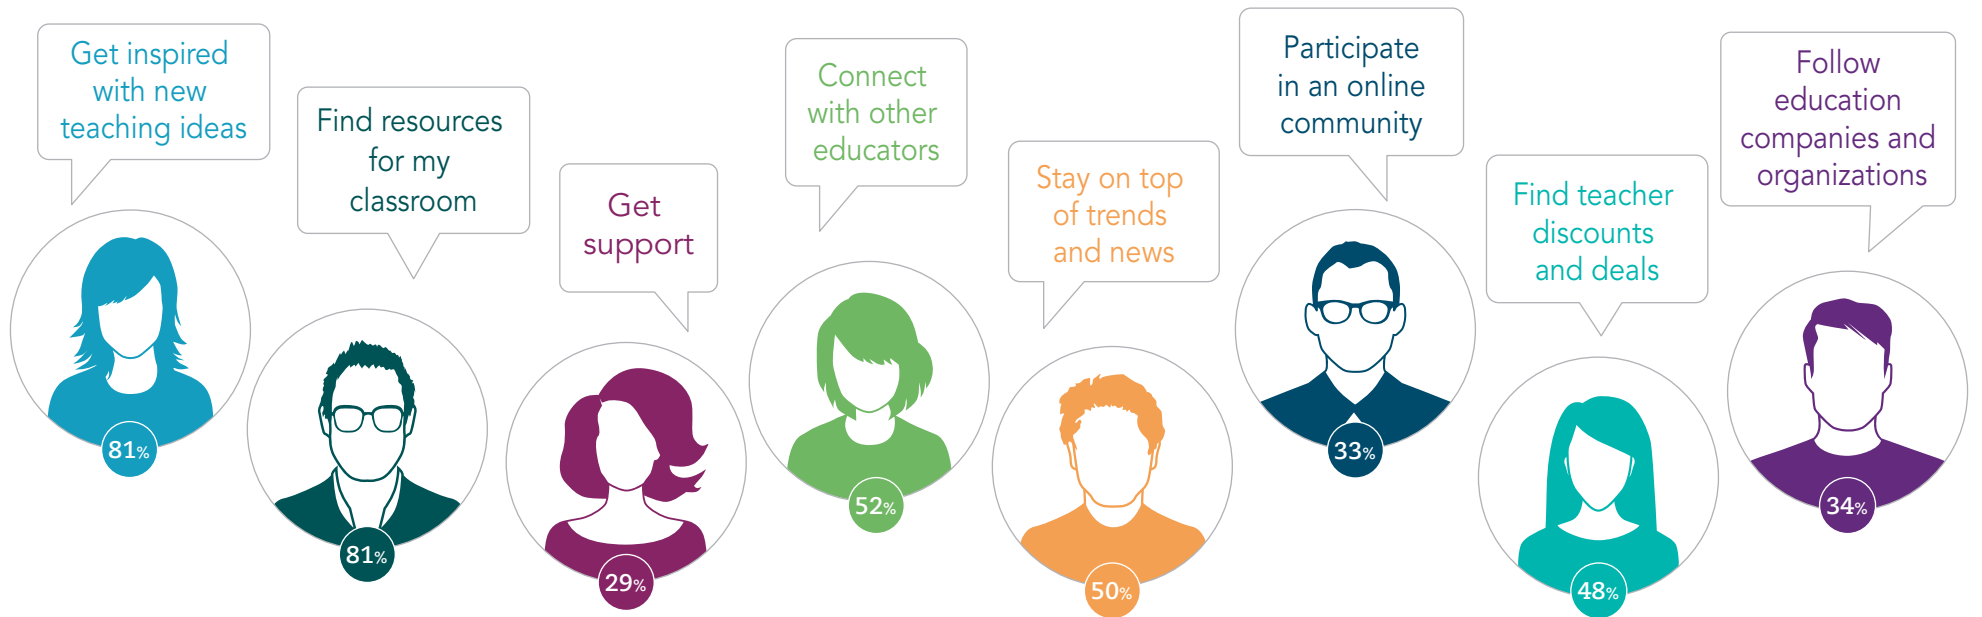 Get inspired
with new
teaching ideas
81%
Find resources
for my
classroom
81%
Get
support
29%
Connect
with other
educators
52%
Stay on top
of trends
and news
50%
Participate
in an online
community
33%
Find teacher
discounts
and deals
48%
Follow
education
companies and
organizations
34%